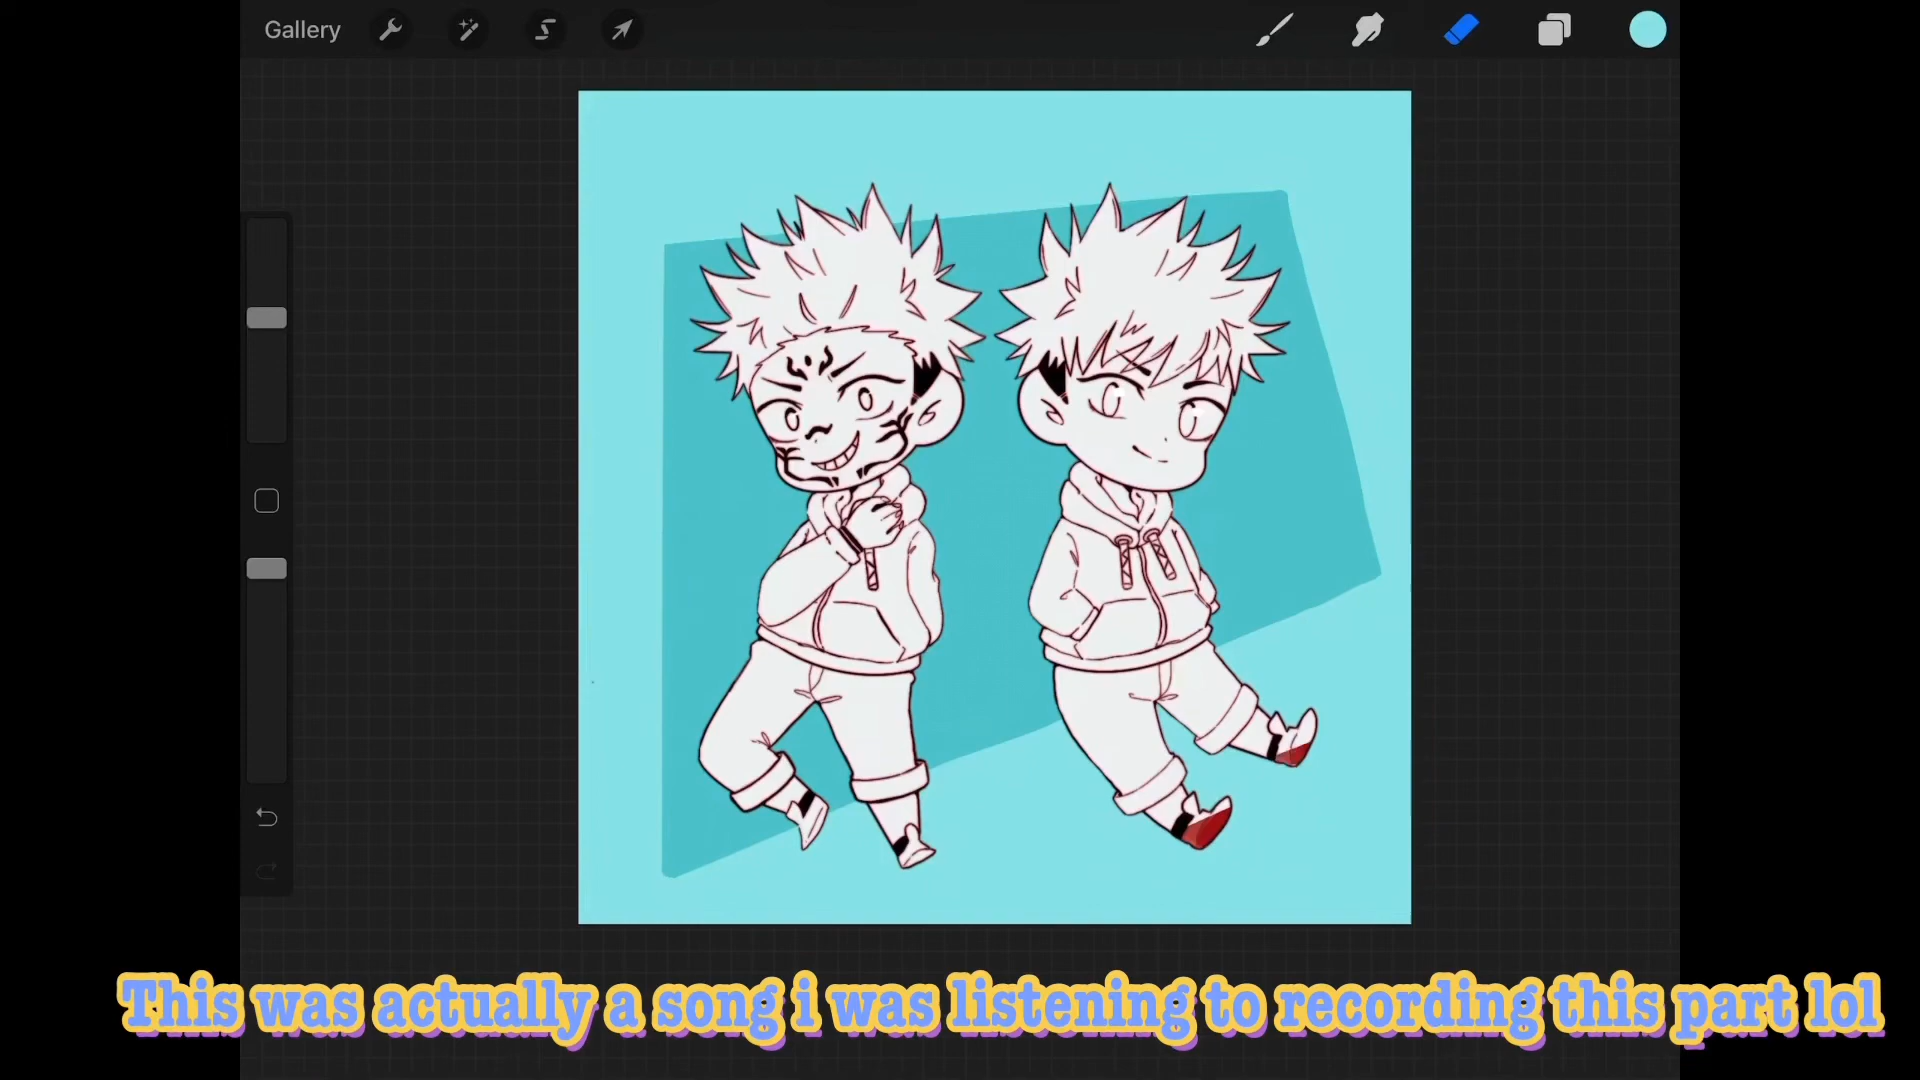 Gallery
This was actually a song i was listening to recording this part lol